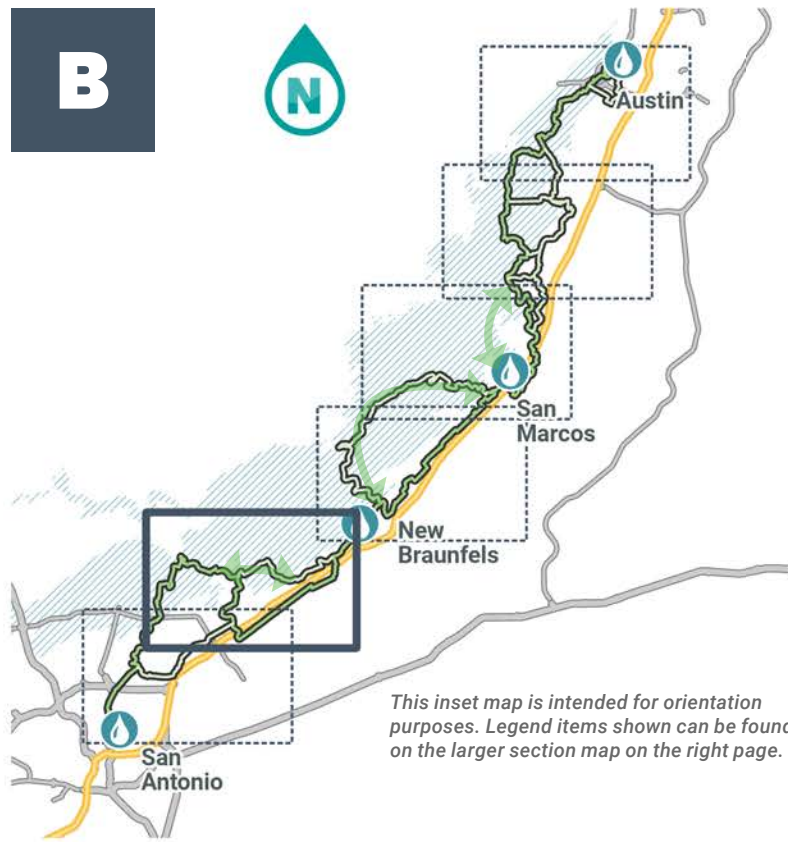 B
N
Austin
San
Marcos
New
Braunfels
San
Antonio
This inset map is intended for orientation
purposes. Legend items shown can be found
on the larger section map on the right page.